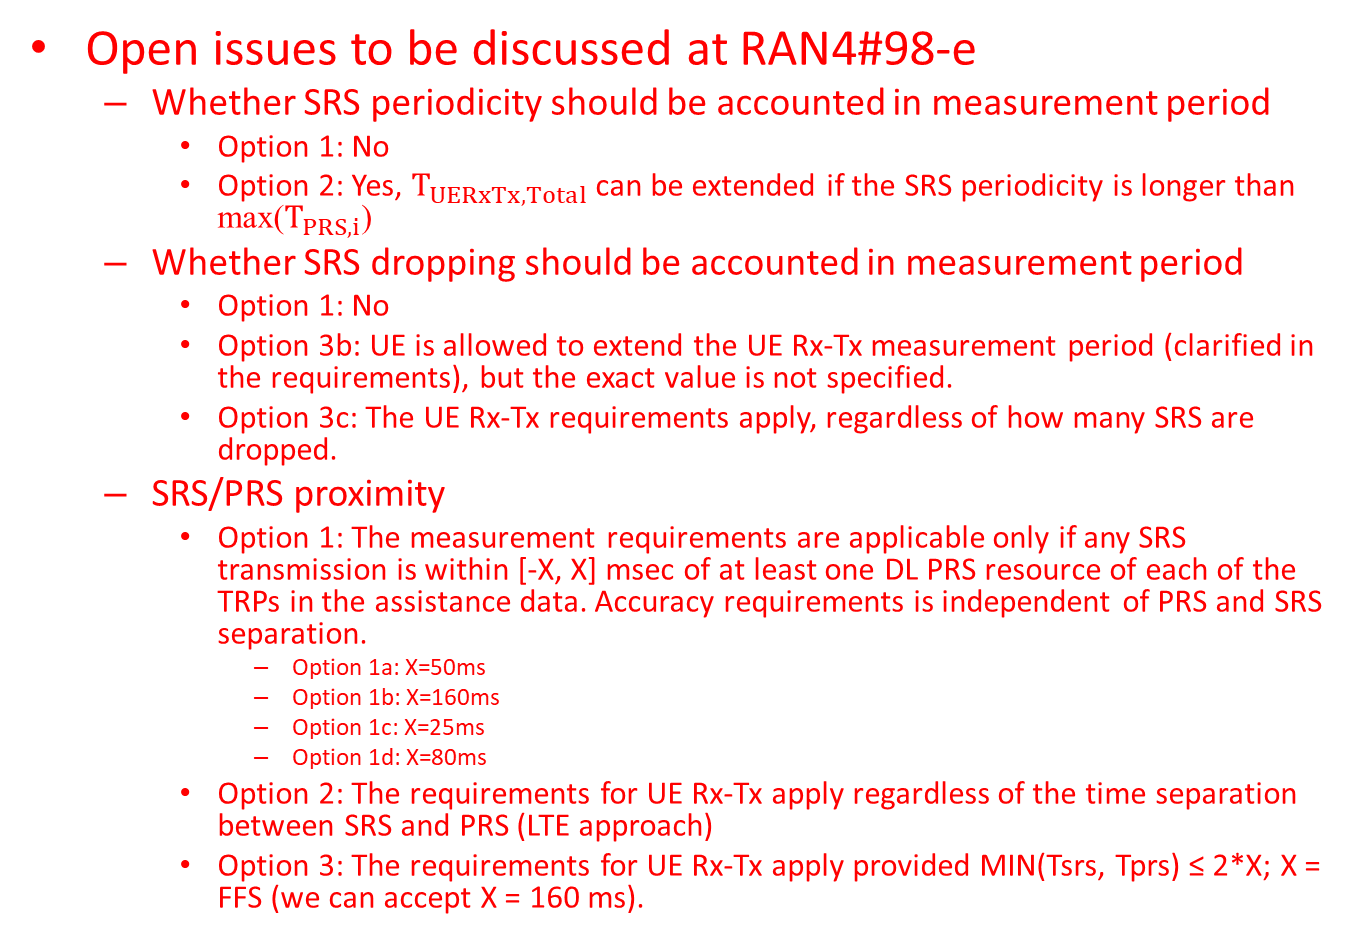 • Open issues to be discussed at RAN4#98-e
– Whether SRS periodicity should be accounted in measurement period
• Option 1: No
• Option 2: Yes, T_UERxTx,Total can be extended if the SRS periodicity is longer than
max(T_PRS,i)
– Whether SRS dropping should be accounted in measurement period
• Option 1: No
• Option 3b: UE is allowed to extend the UE Rx-Tx measurement period (clarified in
the requirements), but the exact value is not specified.
• Option 3c: The UE Rx-Tx requirements apply, regardless of how many SRS are
dropped.
– SRS/PRS proximity
• Option 1: The measurement requirements are applicable only if any SRS
transmission is within [-X, X] msec of at least one DL PRS resource of each of the
TRPs in the assistance data. Accuracy requirements is independent of PRS and SRS
separation.
– Option 1a: X=50ms
– Option 1b: X=160ms
– Option 1c: X=25ms
– Option 1d: X=80ms
• Option 2: The requirements for UE Rx-Tx apply regardless of the time separation
between SRS and PRS (LTE approach)
• Option 3: The requirements for UE Rx-Tx apply provided MIN(Tsrs, Tprs) ≤ 2*X; X =
FFS (we can accept X = 160 ms).